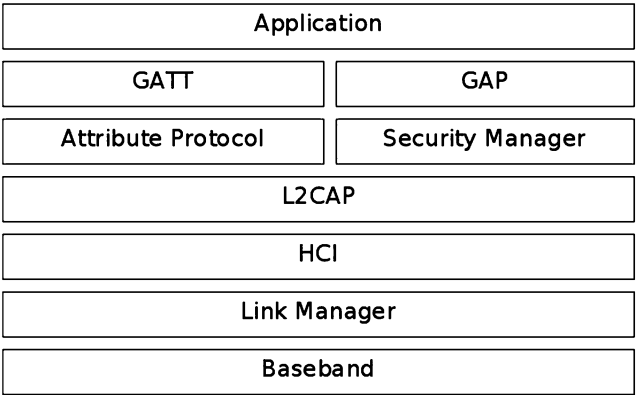 Application
GATT
GAP
Attribute Protocol
Security Manager
L2CAP
HCI
Link Manager
Baseband